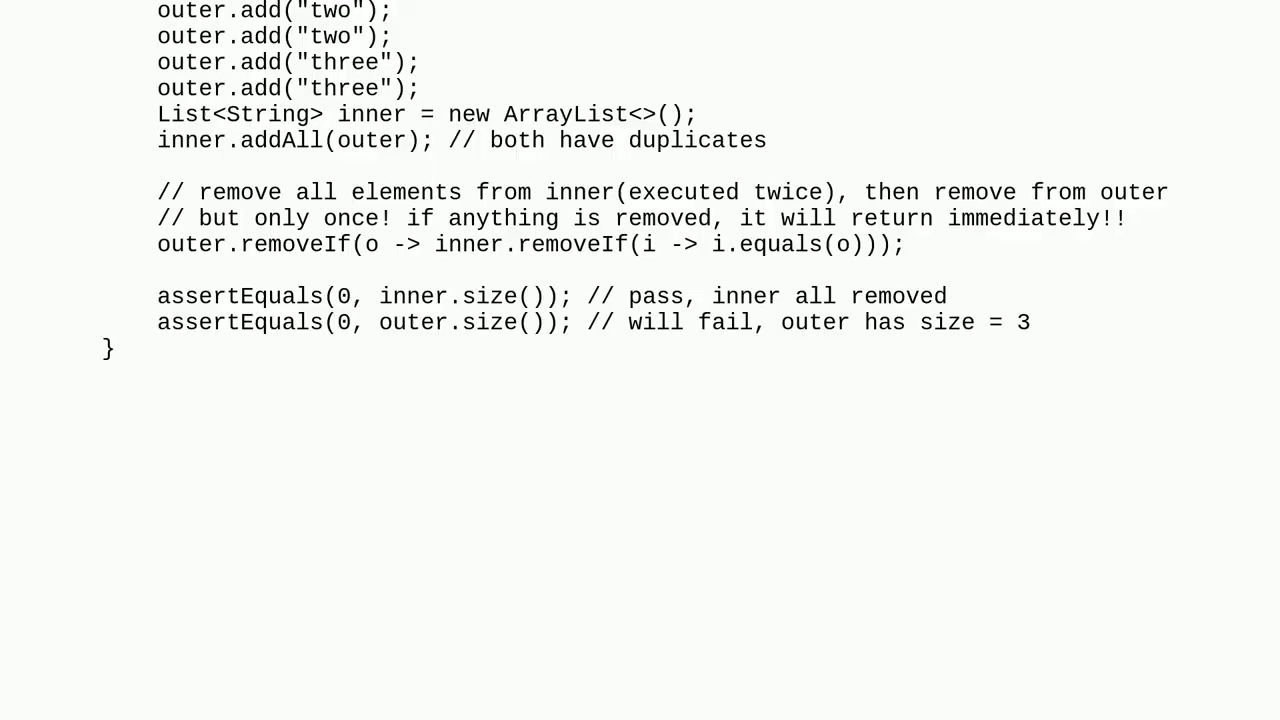 outer.add("two");
outer.add("two");
outer.add("three");
outer.add("three");
List<String> inner = new ArrayList<>();
inner.addAll(outer); // both have duplicates
// remove all elements from inner(executed twice), then remove from outer
// but only once! if anything is removed, it will return immediately!!
outer.removeIf(o -> inner.removeIf(i -> i.equals(o)));
assertEquals(0, inner.size()); // pass, inner all removed
assertEquals(0, outer.size()); // will fail, outer has size = 3
}